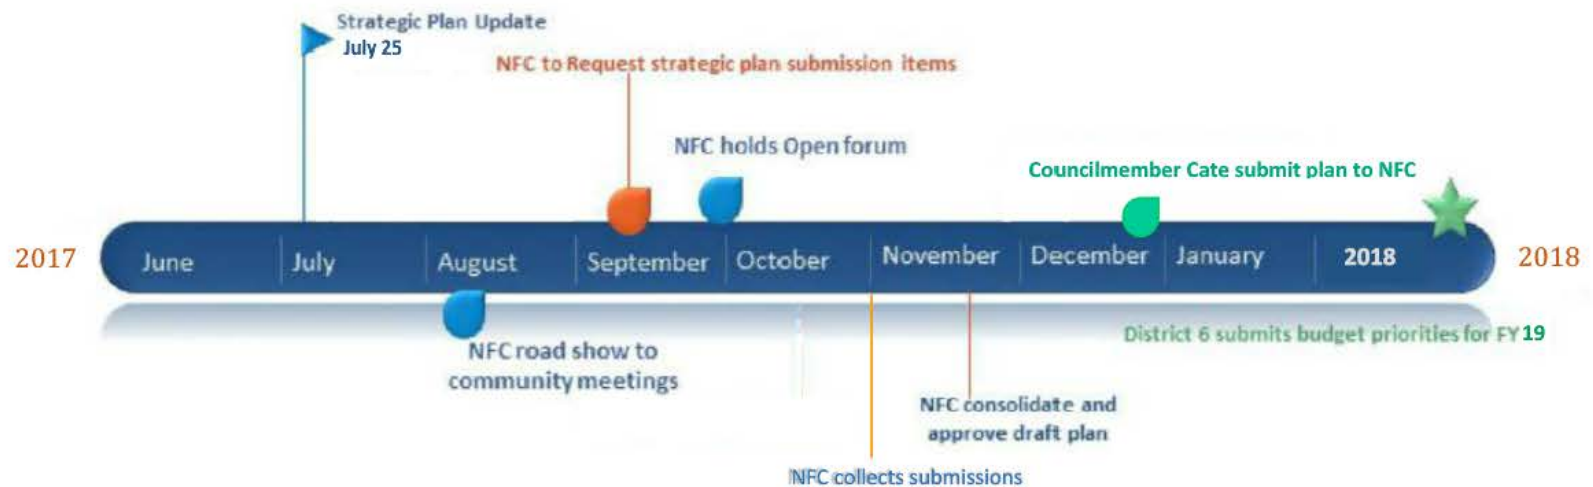 Strategic Plan Update
July 25
NFC to Request strategic plan submission items
NFC holds Open forum
Councilmember Cate submit plan to NFC
2017
June
July
August
September
October
November
December
January
2018
2018
District 6 submits budget priorities for FY 19
NFC road show to
community meetings
NFC consolidate and
approve draft plan
NFC collects submissions